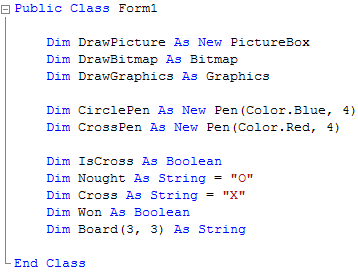 Public Class Form1
Dim DrawPicture As New PictureBox
Dim DrawBitmap As Bitmap
Dim DrawGraphics As Graphics
Dim CirclePen As New Pen(Color.Blue, 4)
Dim CrossPen As New Pen(Color.Red, 4)
Dim IsCross As Boolean
Dim Nought As String = "O"
Dim Cross As String = "X"
Dim Won As Boolean
Dim Board(3, 3) As String
End Class